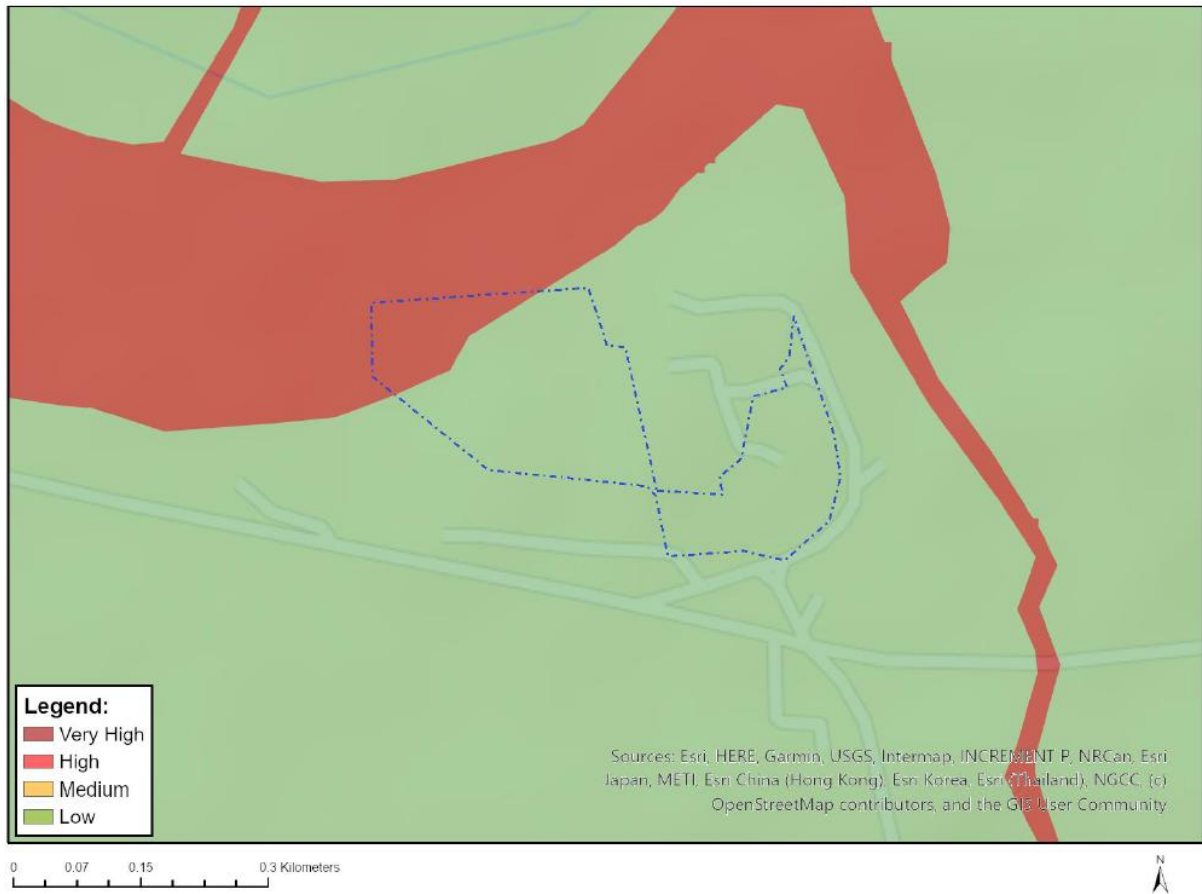 Legend:
Very High
High
Medium
Low
Sources: Esri, HERE, Garmin, USGS, Intermap, INCREMENT P, NRCan, Esri
Japan, METI, Esri China (Hong Kong), Esri Korea, Esri (Thailand), NGCC, (c)
OpenStreetMap contributors, and the GIS User Community
0 0.07 0.15 0.3 Kilometers
N